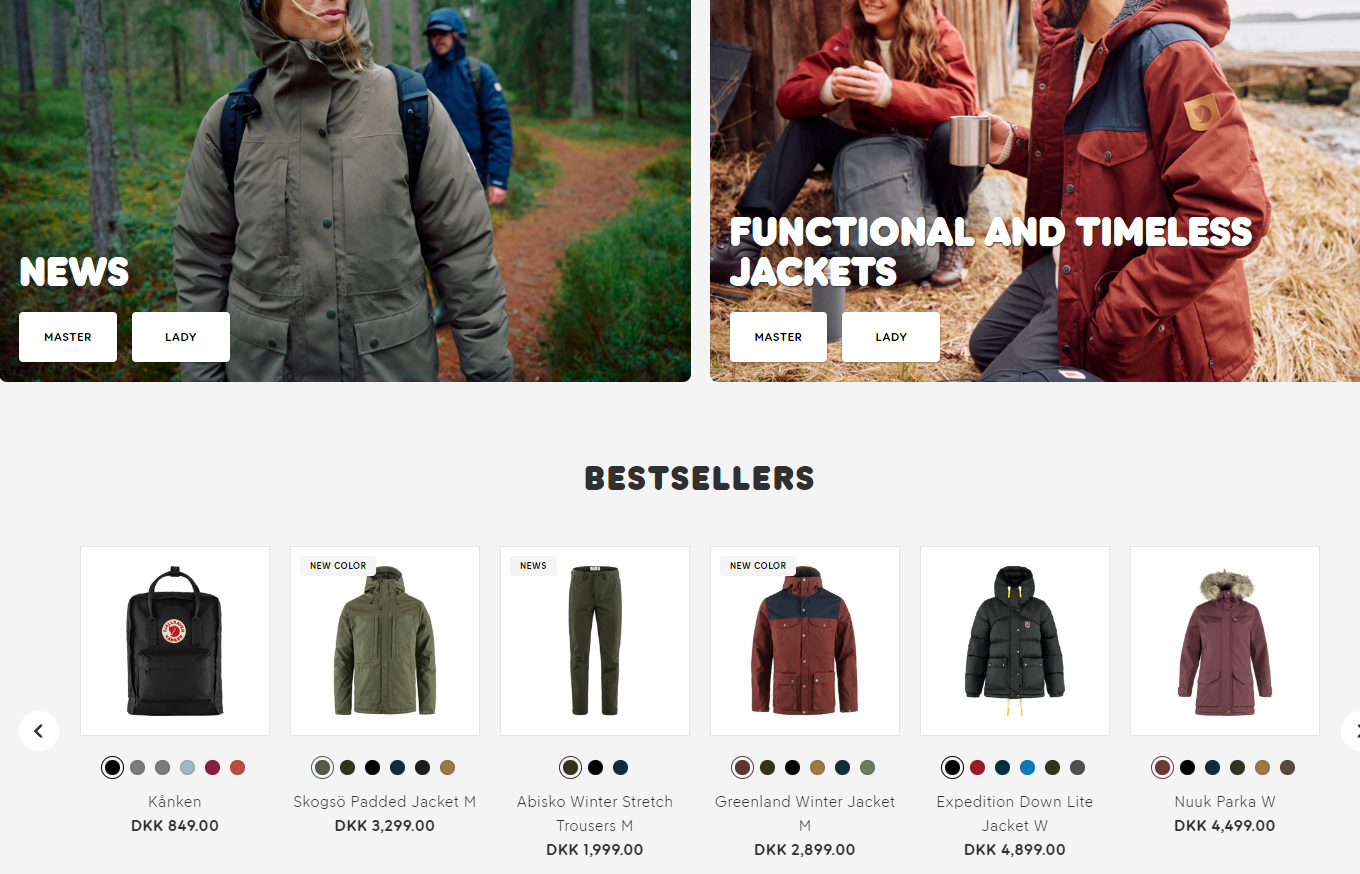 NEWS
MASTER
LADY
FUNCTIONAL AND TIMELESS
JACKETS
MASTER
LADY
BESTSELLERS
NEW COLOR
NEWS
NEW COLOR
Kånken
DKK 849.00
Skogsö Padded Jacket M
DKK 3,299.00
Abisko Winter Stretch
Trousers M
DKK 1,999.00
Greenland Winter Jacket
M
DKK 2,899.00
Expedition Down Lite
Jacket W
DKK 4,899.00
Nuuk Parka W
DKK 4,499.00